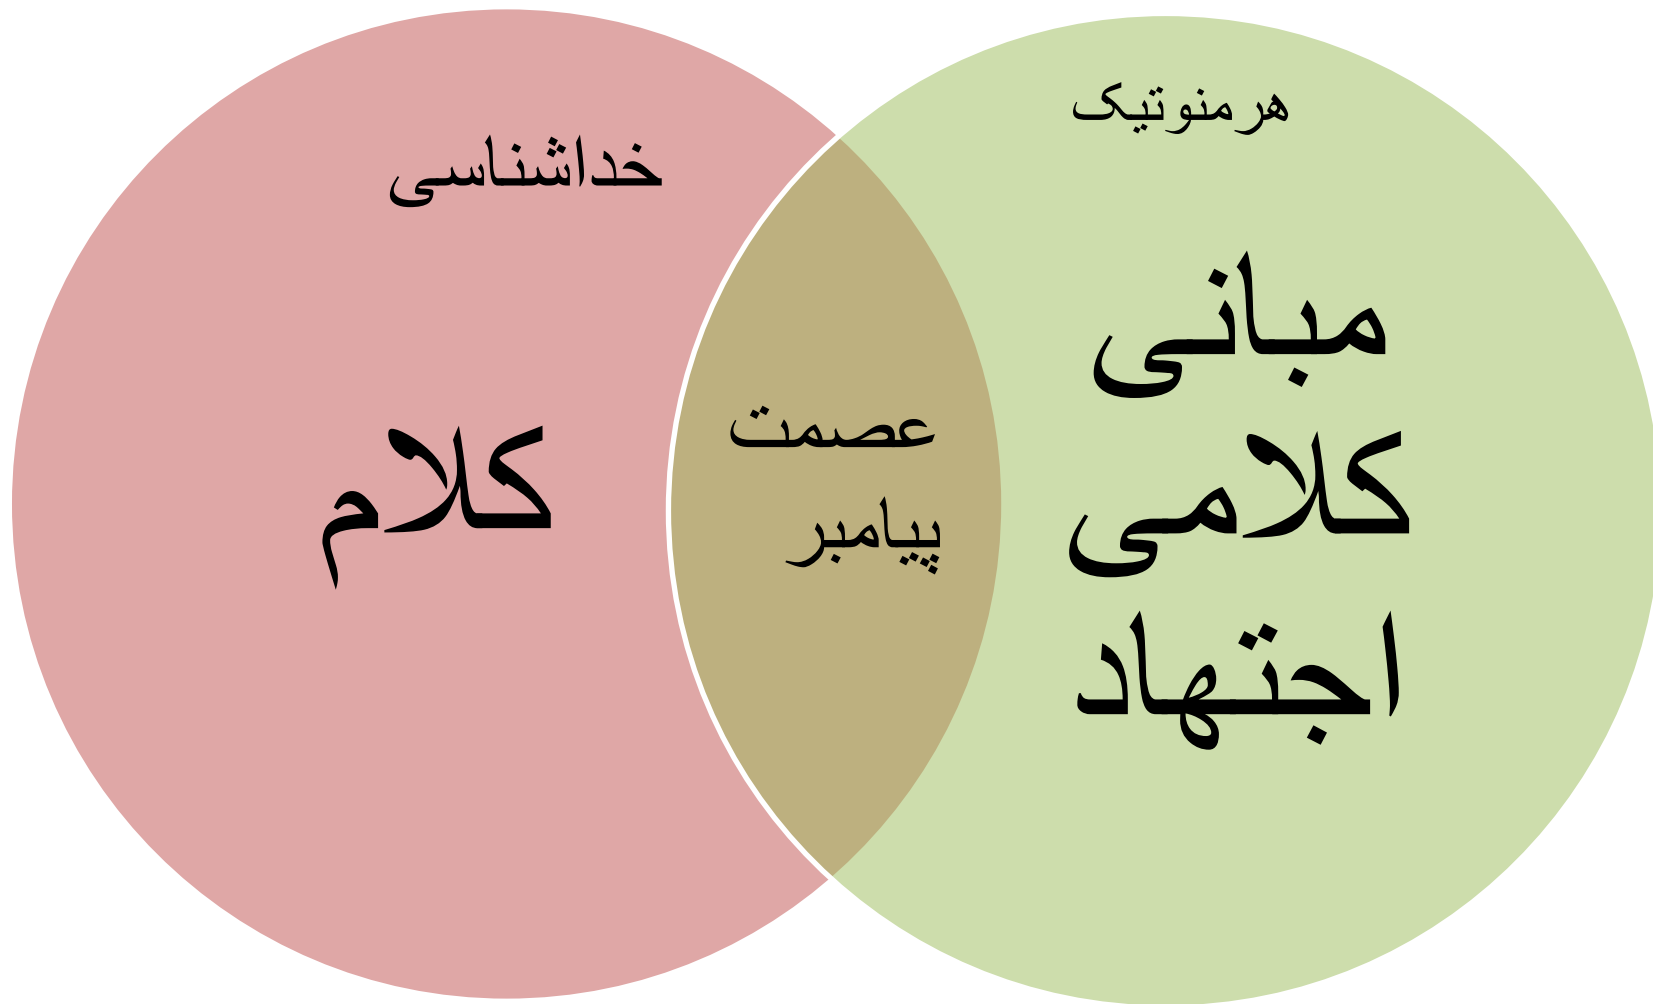 هرمنوتیک
مبانی
کلامی
اجتهاد
عصمت
پیامبر
خداشناسی
کلام